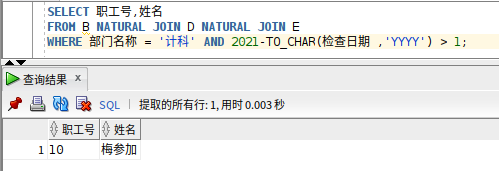 SELECT 职工号,姓名
FROM B NATURAL JOIN D NATURAL JOIN E
WHERE 部门名称 = '计科' AND 2021-TO_CHAR(检查日期 ,'YYYY') > 1;
查询结果 x
SQL | 提取的所有行: 1, 用时 0.003 秒
职工号 姓名
1 10 梅参加